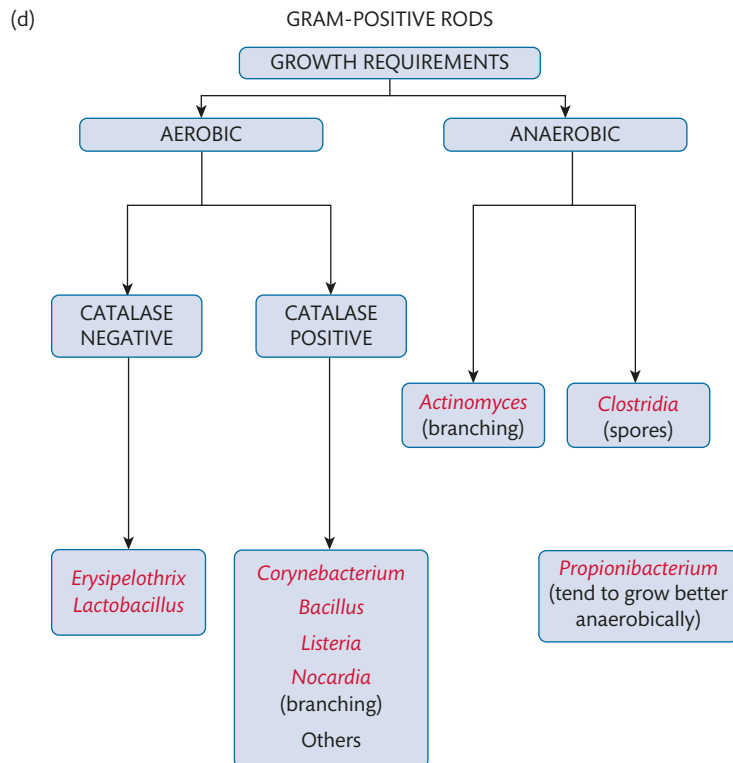 (d)
GRAM-POSITIVE RODS
GROWTH REQUIREMENTS
AEROBIC
ANAEROBIC
CATALASE
NEGATIVE
CATALASE
POSITIVE
Actinomyces
(branching)
Clostridia
(spores)
Erysipelothrix
Lactobacillus
Corynebacterium
Bacillus
Listeria
Nocardia
(branching)
Others
Propionibacterium
(tend to grow better
anaerobically)